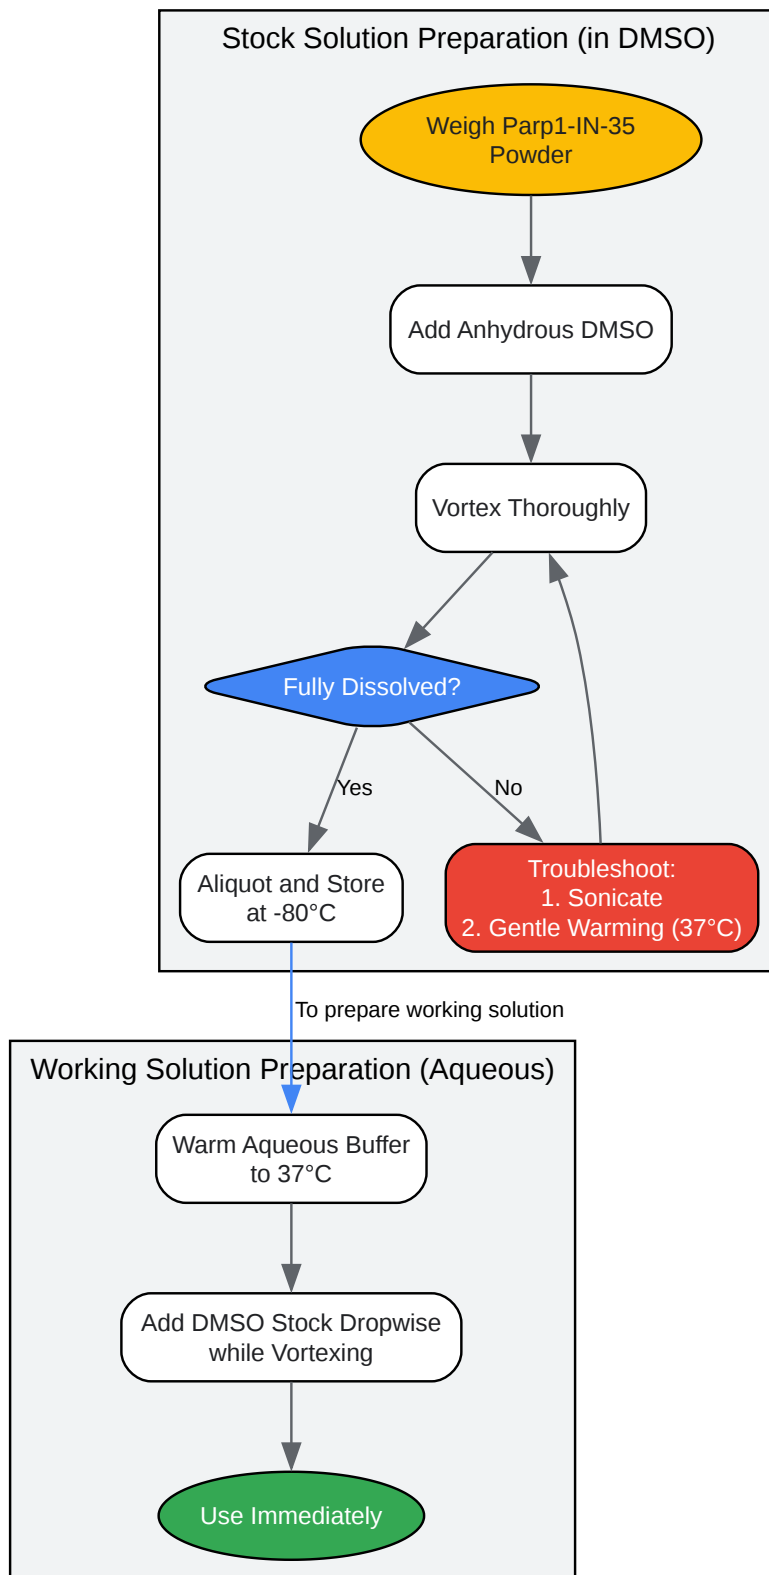 Stock Solution Preparation (in DMSO)
Weigh Parp1-IN-35
Powder
Add Anhydrous DMSO
Vortex Thoroughly
Fully Dissolved?
Yes
No
Aliquot and Store
at -80°C
Troubleshoot:
1. Sonicate
2. Gentle Warming (37°C)
To prepare working solution
Working Solution Preparation (Aqueous)
Warm Aqueous Buffer
to 37°C
Add DMSO Stock Dropwise
while Vortexing
Use Immediately